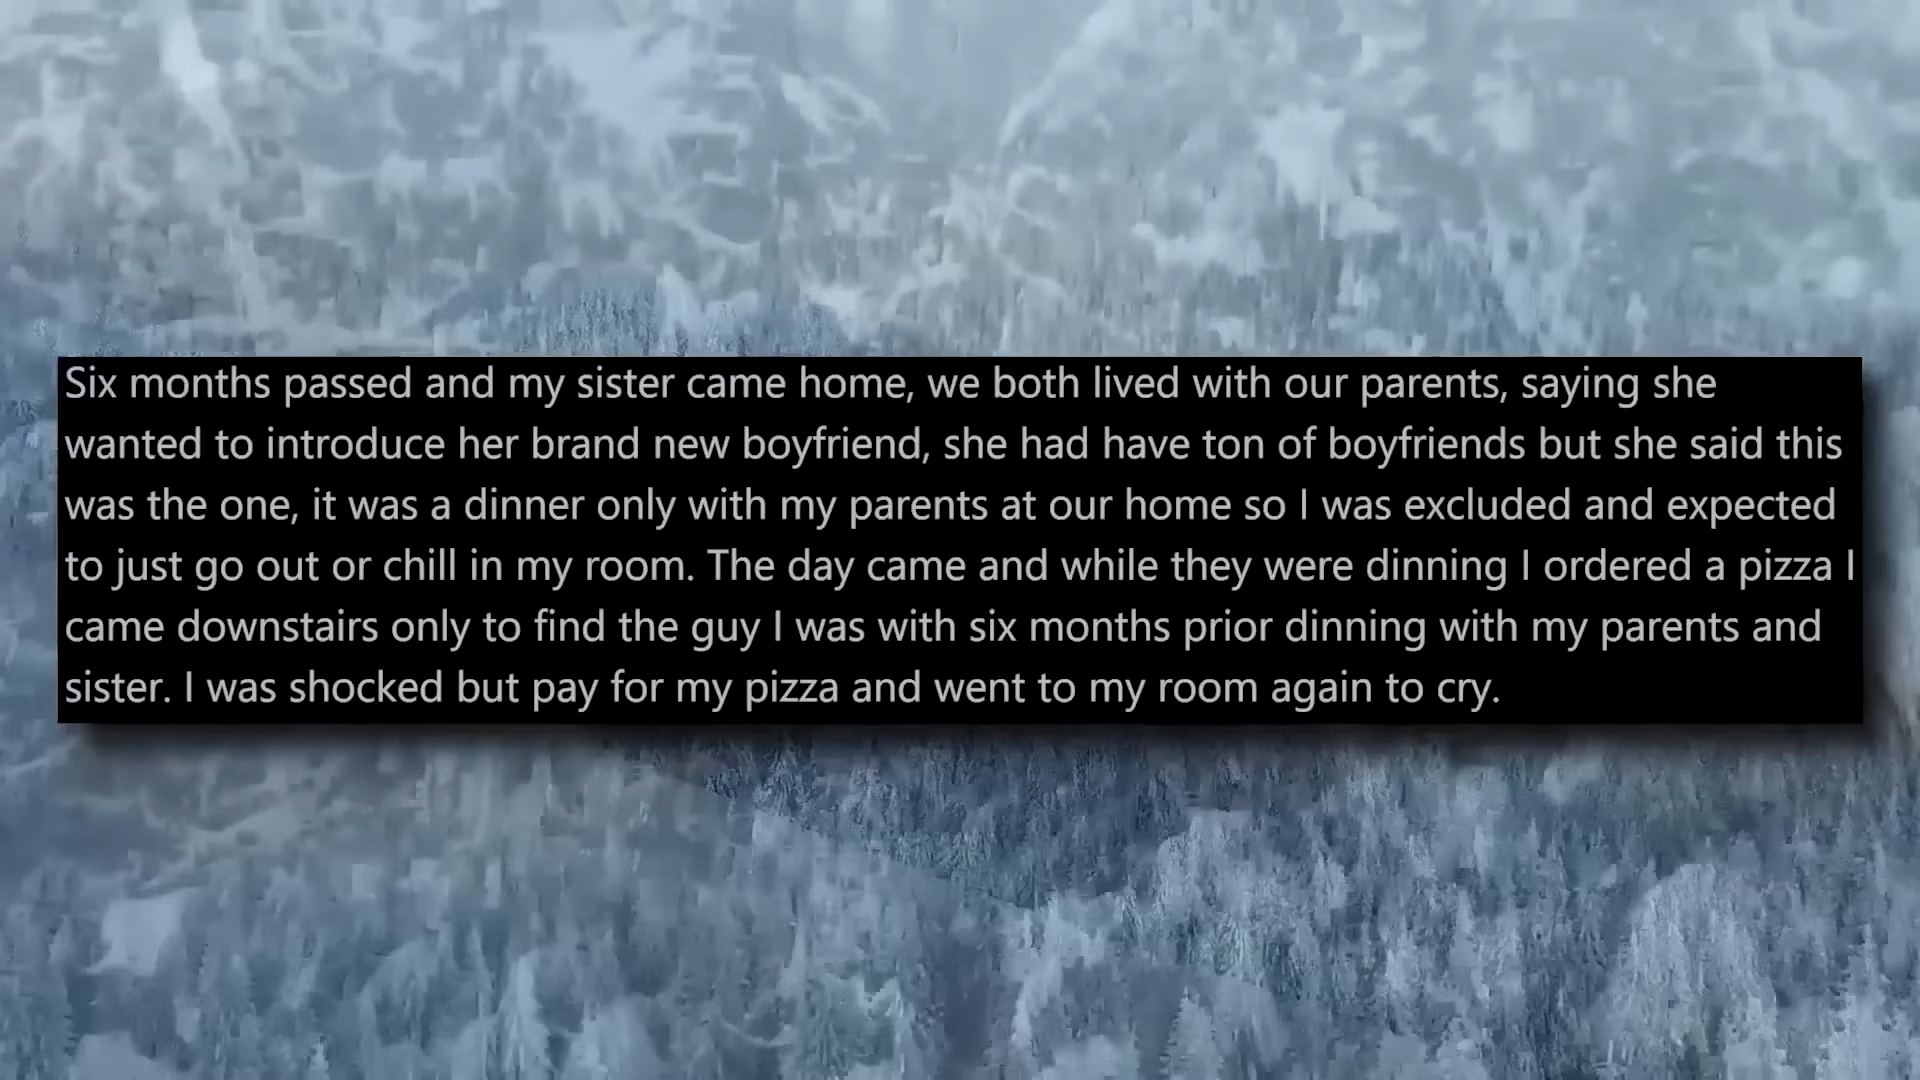 Six months passed and my sister came home, we both lived with our parents, saying she
wanted to introduce her brand new boyfriend, she had have ton of boyfriends but she said this
was the one, it was a dinner only with my parents at our home so I was excluded and expected
to just go out or chill in my room. The day came and while they were dinning I ordered a pizza I
came downstairs only to find the guy I was with six months prior dinning with my parents and
sister. I was shocked but pay for my pizza and went to my room again to cry.